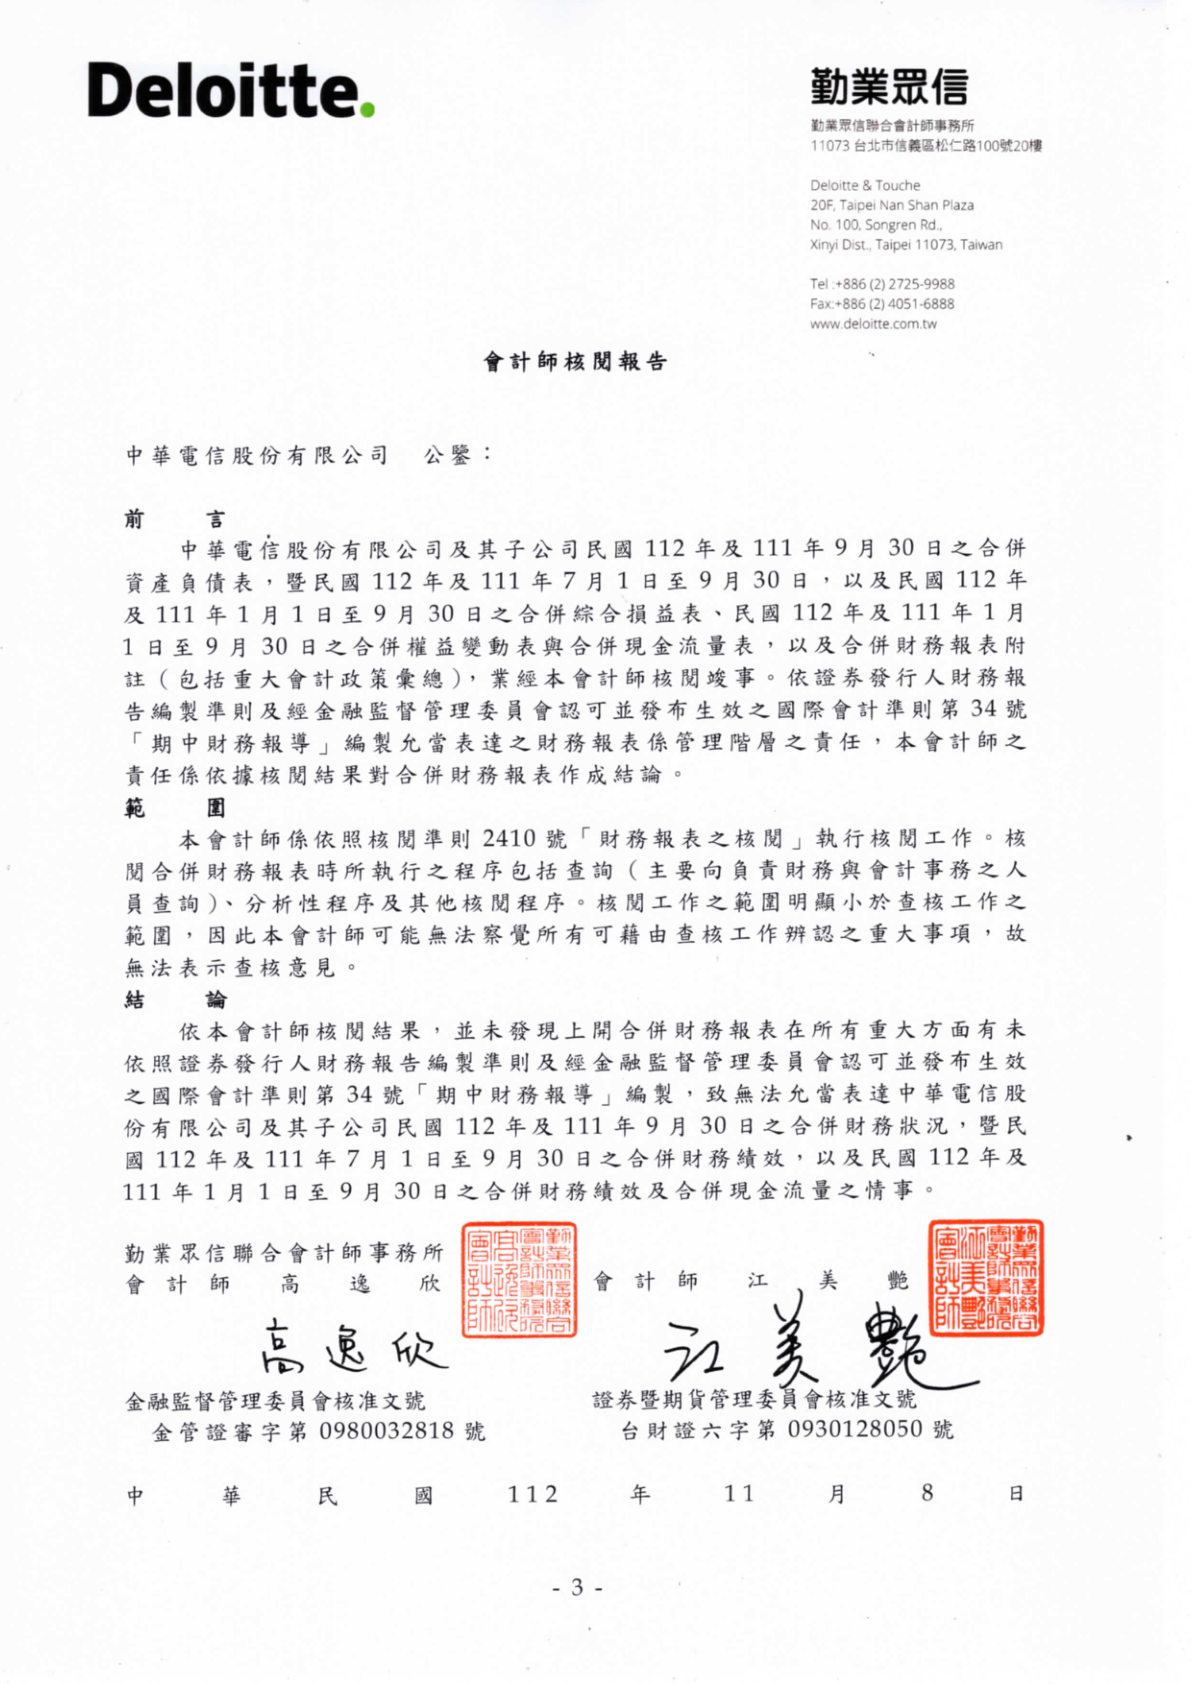 Deloitte.
勤業眾信
勤業眾信聯合會計師事務所
11073 台北市信義區松仁路100號20樓
Deloitte & Touche
20F, Taipei Nan Shan Plaza
No. 100, Songren Rd.,
Xinyi Dist., Taipei 11073, Taiwan
Tel :+886 (2) 2725-9988
Fax:+886 (2) 4051-6888
www.deloitte.com.tw
會計師核閱報告
中華電信股份有限公司 公鑒：
前 言
中華電信股份有限公司及其子公司民國 112 年及 111 年 9 月 30 日之合併
資產負債表，暨民國 112 年及 111 年 7 月 1 日至 9 月 30 日，以及民國 112 年
及 111 年 1 月 1 日至 9 月 30 日之合併綜合損益表、民國 112 年及 111 年 1 月
1 日至 9 月 30 日之合併權益變動表與合併現金流量表，以及合併財務報表附
註（包括重大會計政策彙總），業經本會計師核閱竣事。依證券發行人財務報
告編製準則及經金融監督管理委員會認可並發布生效之國際會計準則第 34 號
「期中財務報導」編製允當表達之財務報表係管理階層之責任，本會計師之
責任係依據核閱結果對合併財務報表作成結論。
範 圍
本會計師係依照核閱準則 2410 號「財務報表之核閱」執行核閱工作。核
閱合併財務報表時所執行之程序包括查詢（主要向負責財務與會計事務之人
員查詢）、分析性程序及其他核閱程序。核閱工作之範圍明顯小於查核工作之
範圍，因此本會計師可能無法察覺所有可藉由查核工作辨認之重大事項，故
無法表示查核意見。
結 論
依本會計師核閱結果，並未發現上開合併財務報表在所有重大方面有未
依照證券發行人財務報告編製準則及經金融監督管理委員會認可並發布生效
之國際會計準則第 34 號「期中財務報導」編製，致無法允當表達中華電信股
份有限公司及其子公司民國 112 年及 111 年 9 月 30 日之合併財務狀況，暨民
國 112 年及 111 年 7 月 1 日至 9 月 30 日之合併財務績效，以及民國 112 年及
111 年 1 月 1 日至 9 月 30 日之合併財務績效及合併現金流量之情事。
勤業眾信聯合會計師事務所
會計師 高逸欣
會計師 江美艷
勤業眾信聯合會計師事務所高逸欣會計師
勤業眾信聯合會計師事務所江美艷會計師
高逸欣
江美艷
金融監督管理委員會核准文號
金管證審字第 0980032818 號
證券暨期貨管理委員會核准文號
台財證六字第 0930128050 號
中華民國 112 年 11 月 8 日
- 3 -